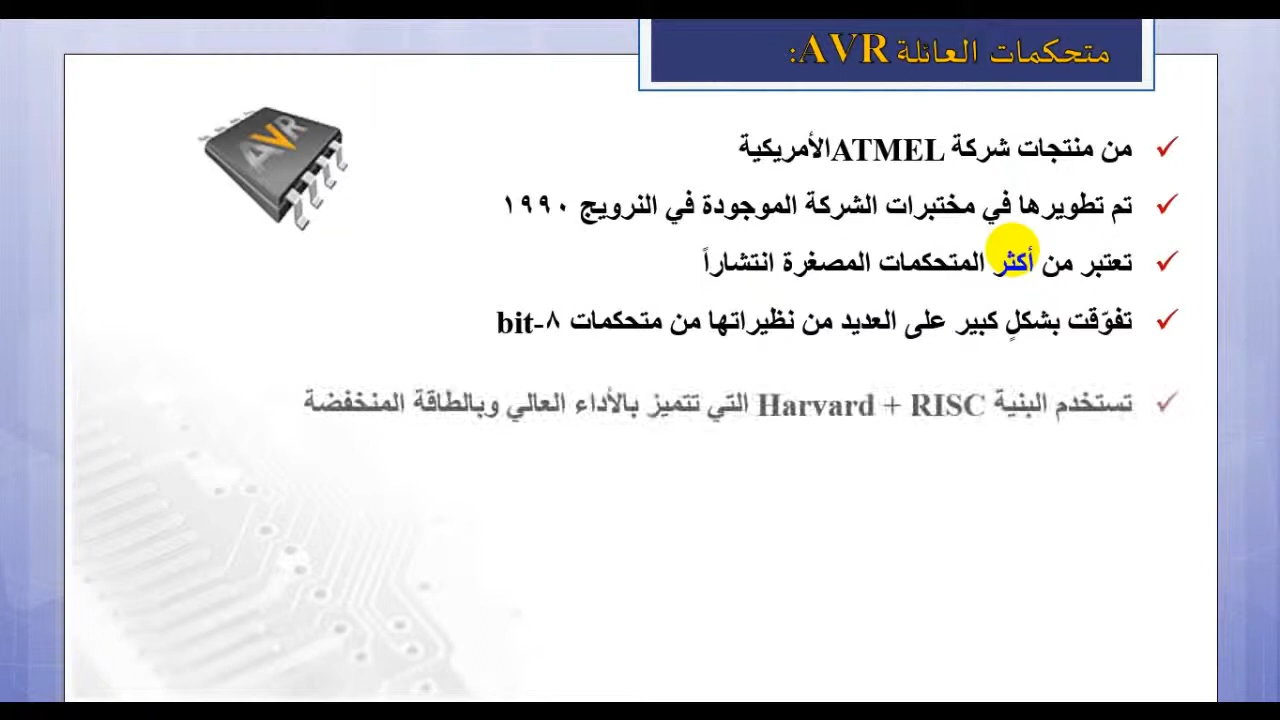 متحكمات العائلة AVR:
AVR
من منتجات شركة ATMELالأمريكية
تم تطويرها في مختبرات الشركة الموجودة في النرويج ١٩٩٠
تعتبر من أكثر المتحكمات المصغرة انتشاراً
تفوّقت بشكلٍ كبير على العديد من نظيراتها من متحكمات ٨-bit
تستخدم البنية Harvard + RISC التي تتميز بالأداء العالي وبالطاقة المنخفضة